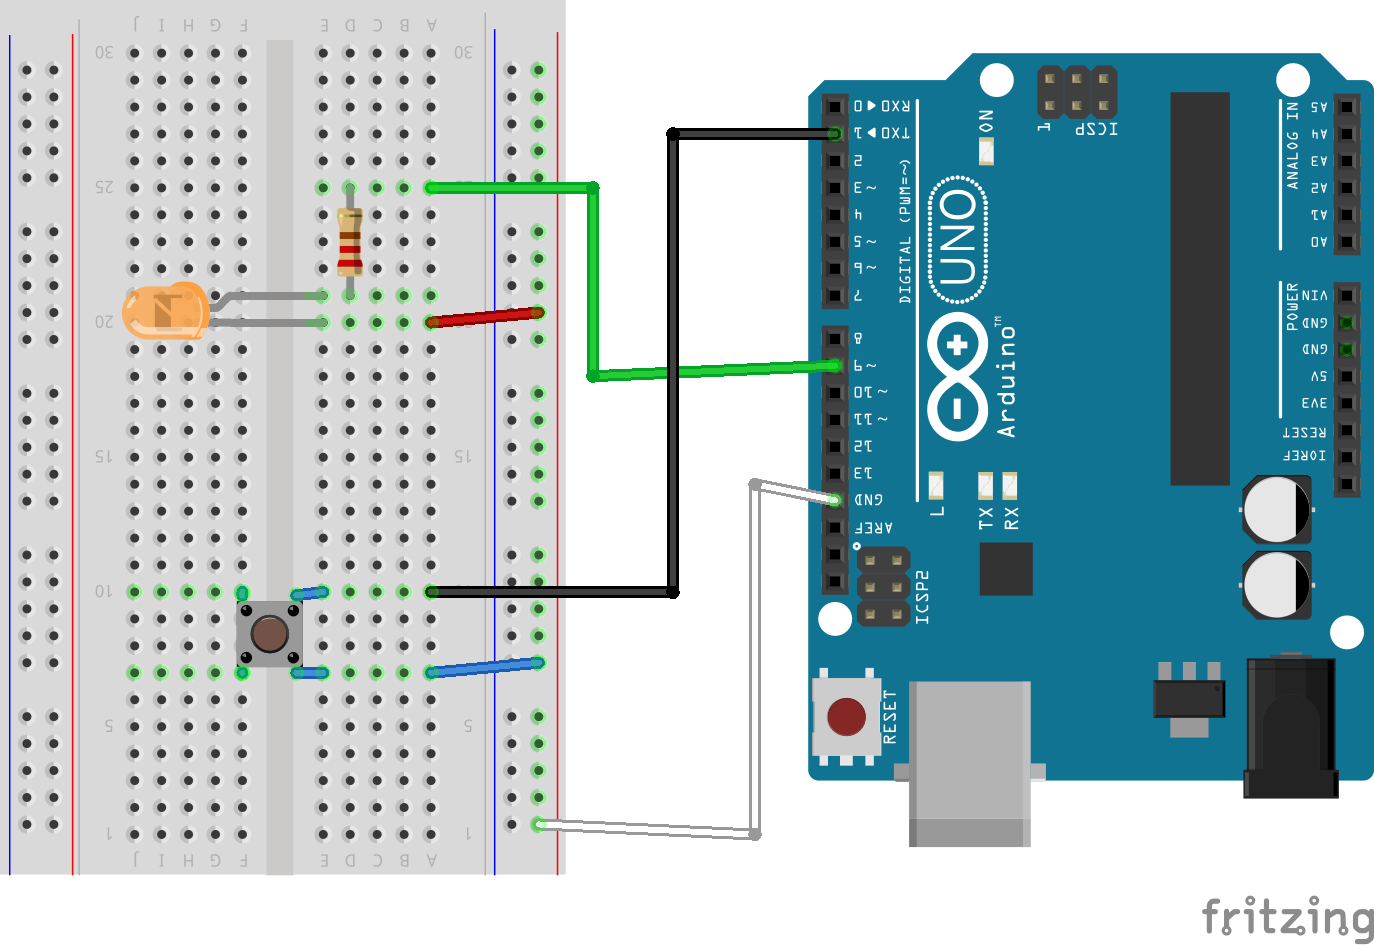 J I H G F E D C B A
30 30
25
20
15 15
10
5 5
1 1
J I H G F E D C B A
RXD ◀ 0
TXD ▶ 1
2
~3
4
~5
~6
7
8
~9
~10
~11
12
13
GND
AREF
DIGITAL (PWM=~)
ON
1 ICSP
UNO
Arduino™
L
TX
RX
ICSP2
RESET
ANALOG IN
A5
A4
A3
A2
A1
A0
POWER
VIN
GND
GND
5V
3V3
RESET
IOREF
fritzing